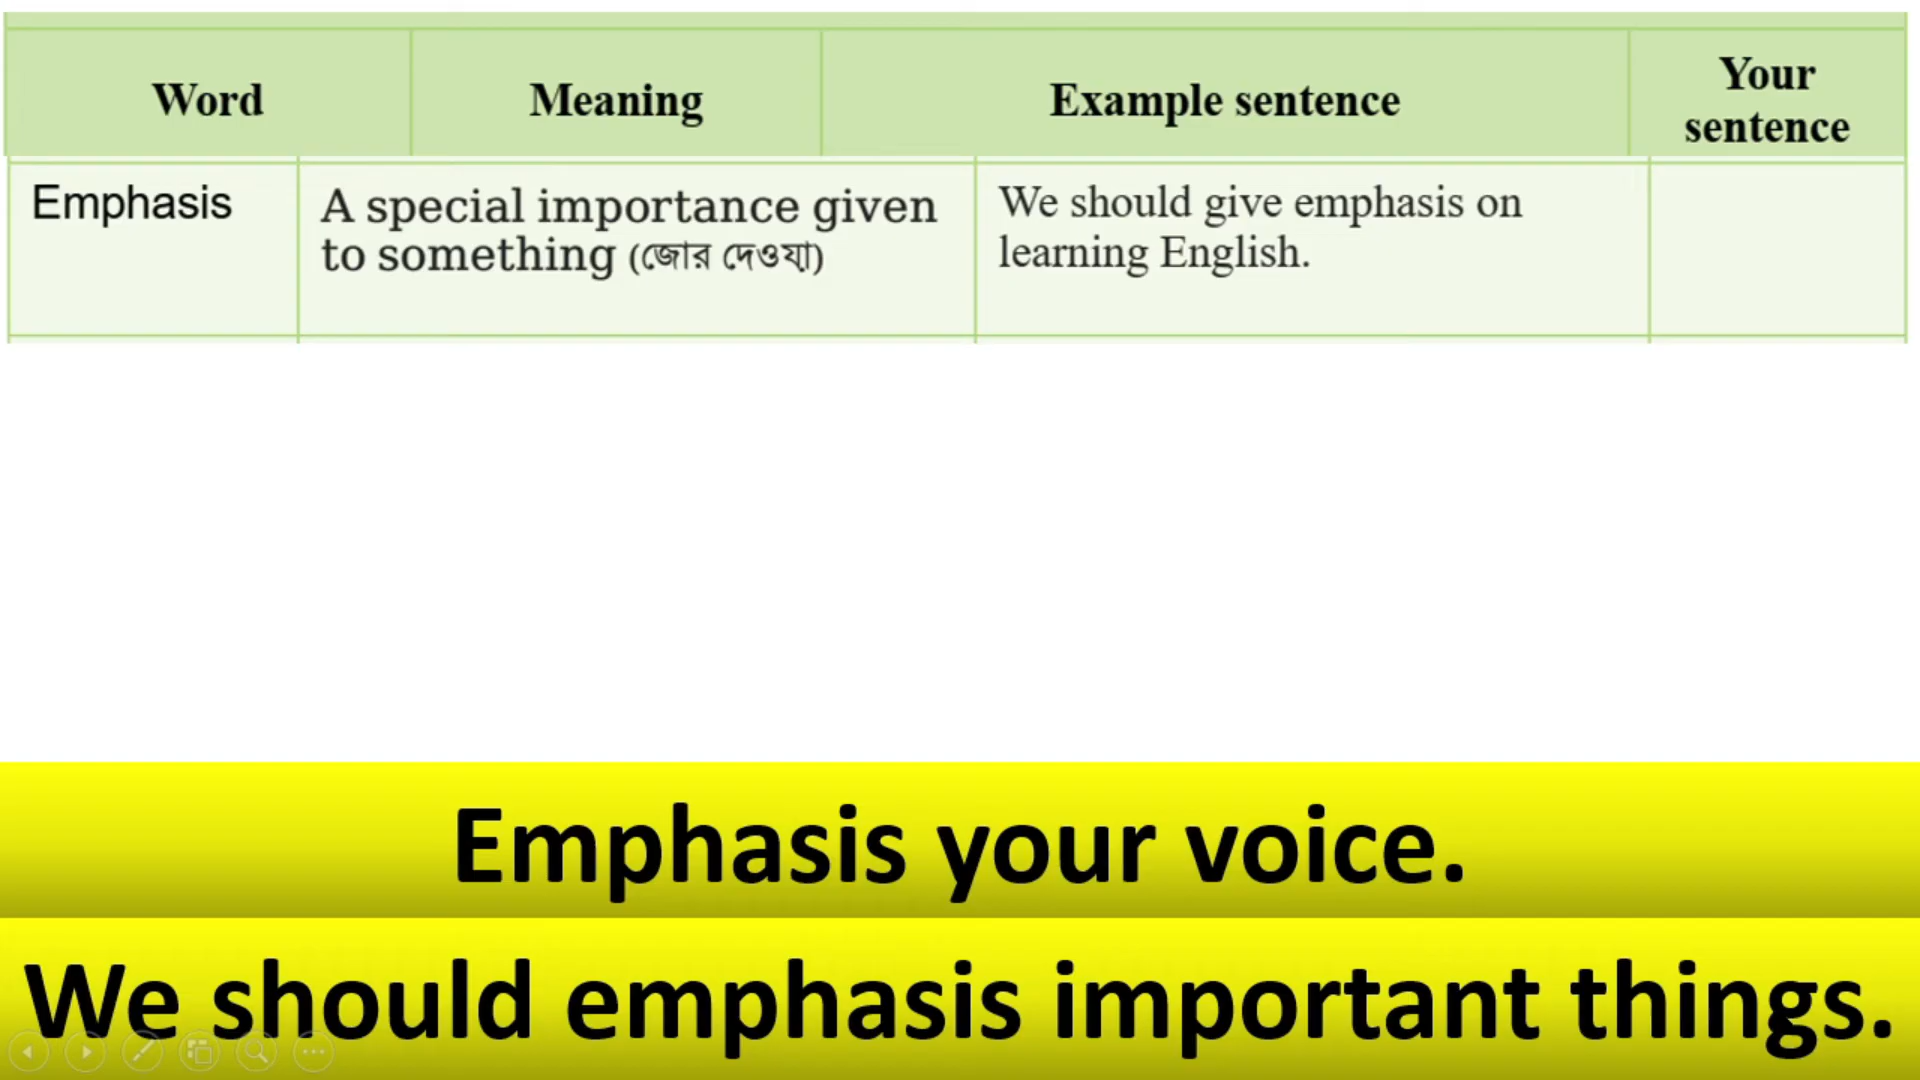 Word
Meaning
Example sentence
Your
sentence
Emphasis
A special importance given
to something (জোর দেওয়া)
We should give emphasis on
learning English.
Emphasis your voice.
We should emphasis important things.